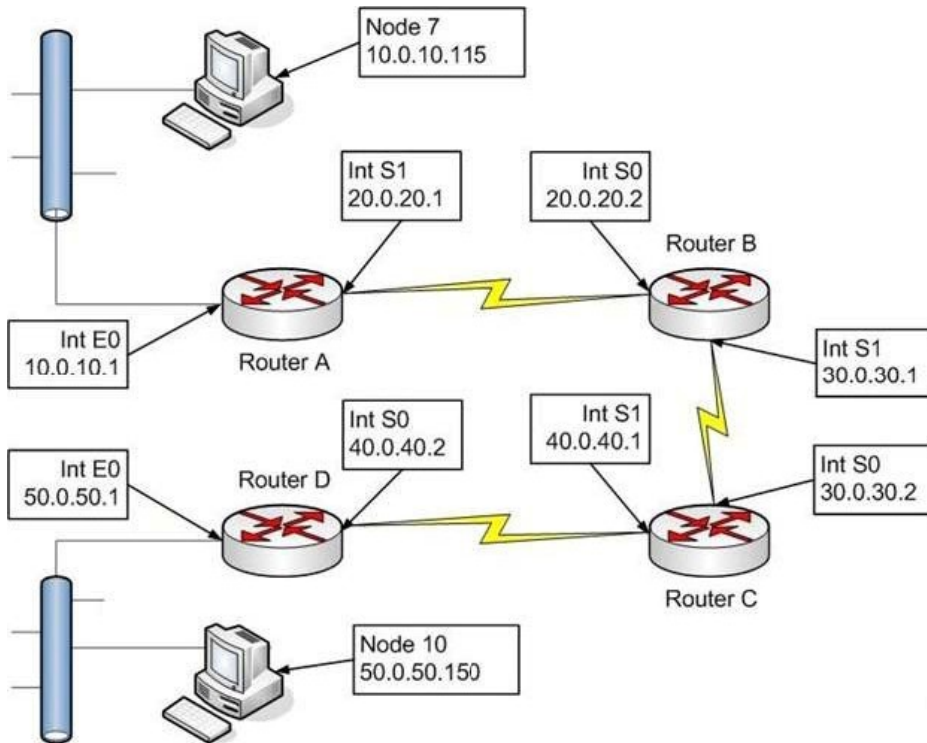 Node 7
10.0.10.115
Int S1
20.0.20.1
Int S0
20.0.20.2
Router B
Int E0
10.0.10.1
Router A
Int S1
30.0.30.1
Int S0
40.0.40.2
Int S1
40.0.40.1
Int E0
50.0.50.1
Router D
Int S0
30.0.30.2
Router C
Node 10
50.0.50.150